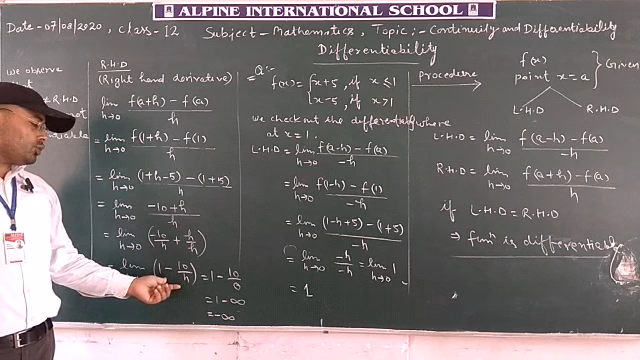 ALPINE INTERNATIONAL SCHOOL
Date - 07/08/2020, Class - 12 Subject - Mathematics, Topic:- Continuity and Differentiability
Differentiability
we observe
R.H.D
R.H.D
(Right hand derivative)
lim h→0 f(a+h) - f(a) / h
= lim h→0 f(1+h) - f(1) / h
= lim h→0 (1+h-5) - (1+5) / h
= lim h→0 -10+h / h
= lim h→0 (-10/h + h/h)
lim (1 - 10/h) = 1 - 10/0
= 1 - ∞
= -∞
Q:-
f(x) = { x+5, if x ≤ 1
x-5, if x > 1
we check out the differentiability where
at x = 1.
L.H.D = lim h→0 f(a-h) - f(a) / -h
= lim h→0 f(1-h) - f(1) / -h
= lim h→0 (1-h+5) - (1+5) / -h
= lim h→0 -h / -h = lim h→0 1
= 1
Procedure
f(x)
point x = a } Given
L.H.D R.H.D
L.H.D = lim h→0 f(a-h) - f(a) / -h
R.H.D = lim h→0 f(a+h) - f(a) / h
if L.H.D = R.H.D
⇒ funⁿ is differentiable